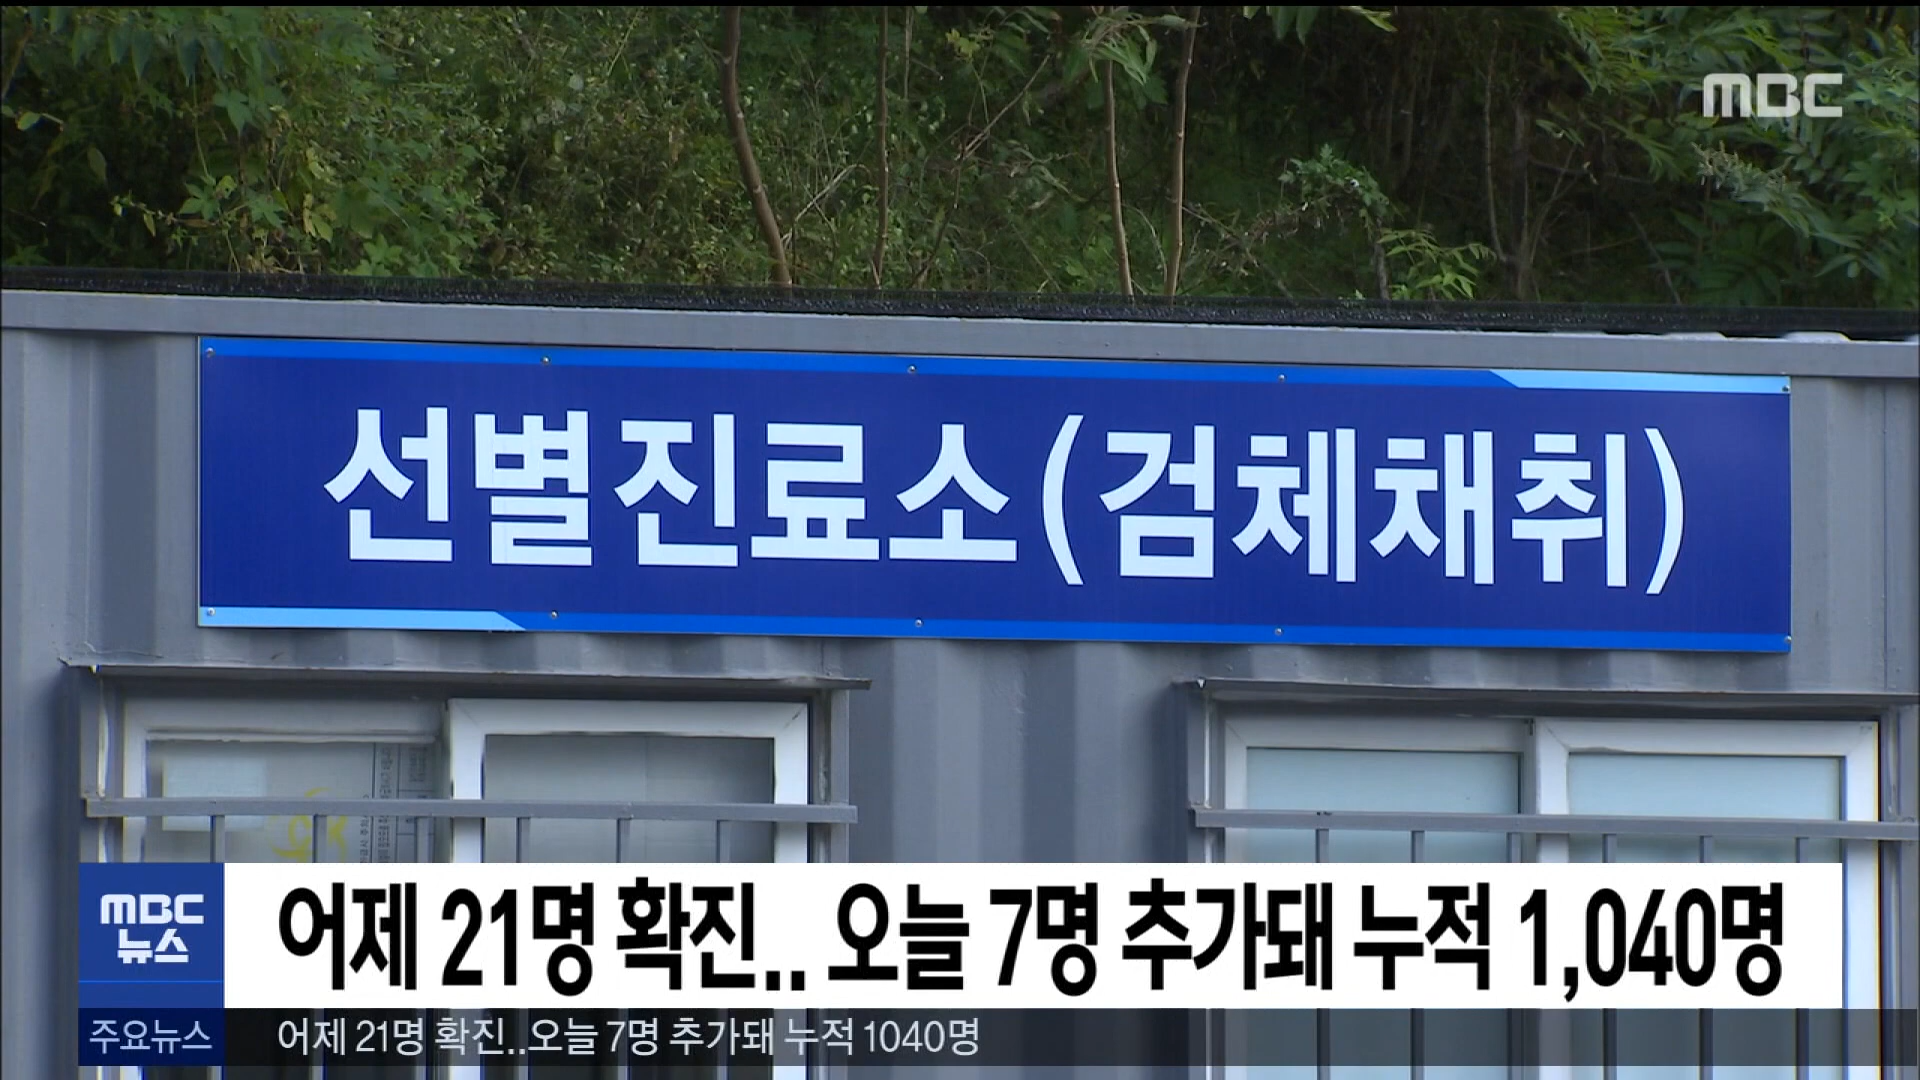 MBC
선별진료소(검체채취)
MBC
뉴스
어제 21명 확진.. 오늘 7명 추가돼 누적 1,040명
주요뉴스
어제 21명 확진..오늘 7명 추가돼 누적 1040명